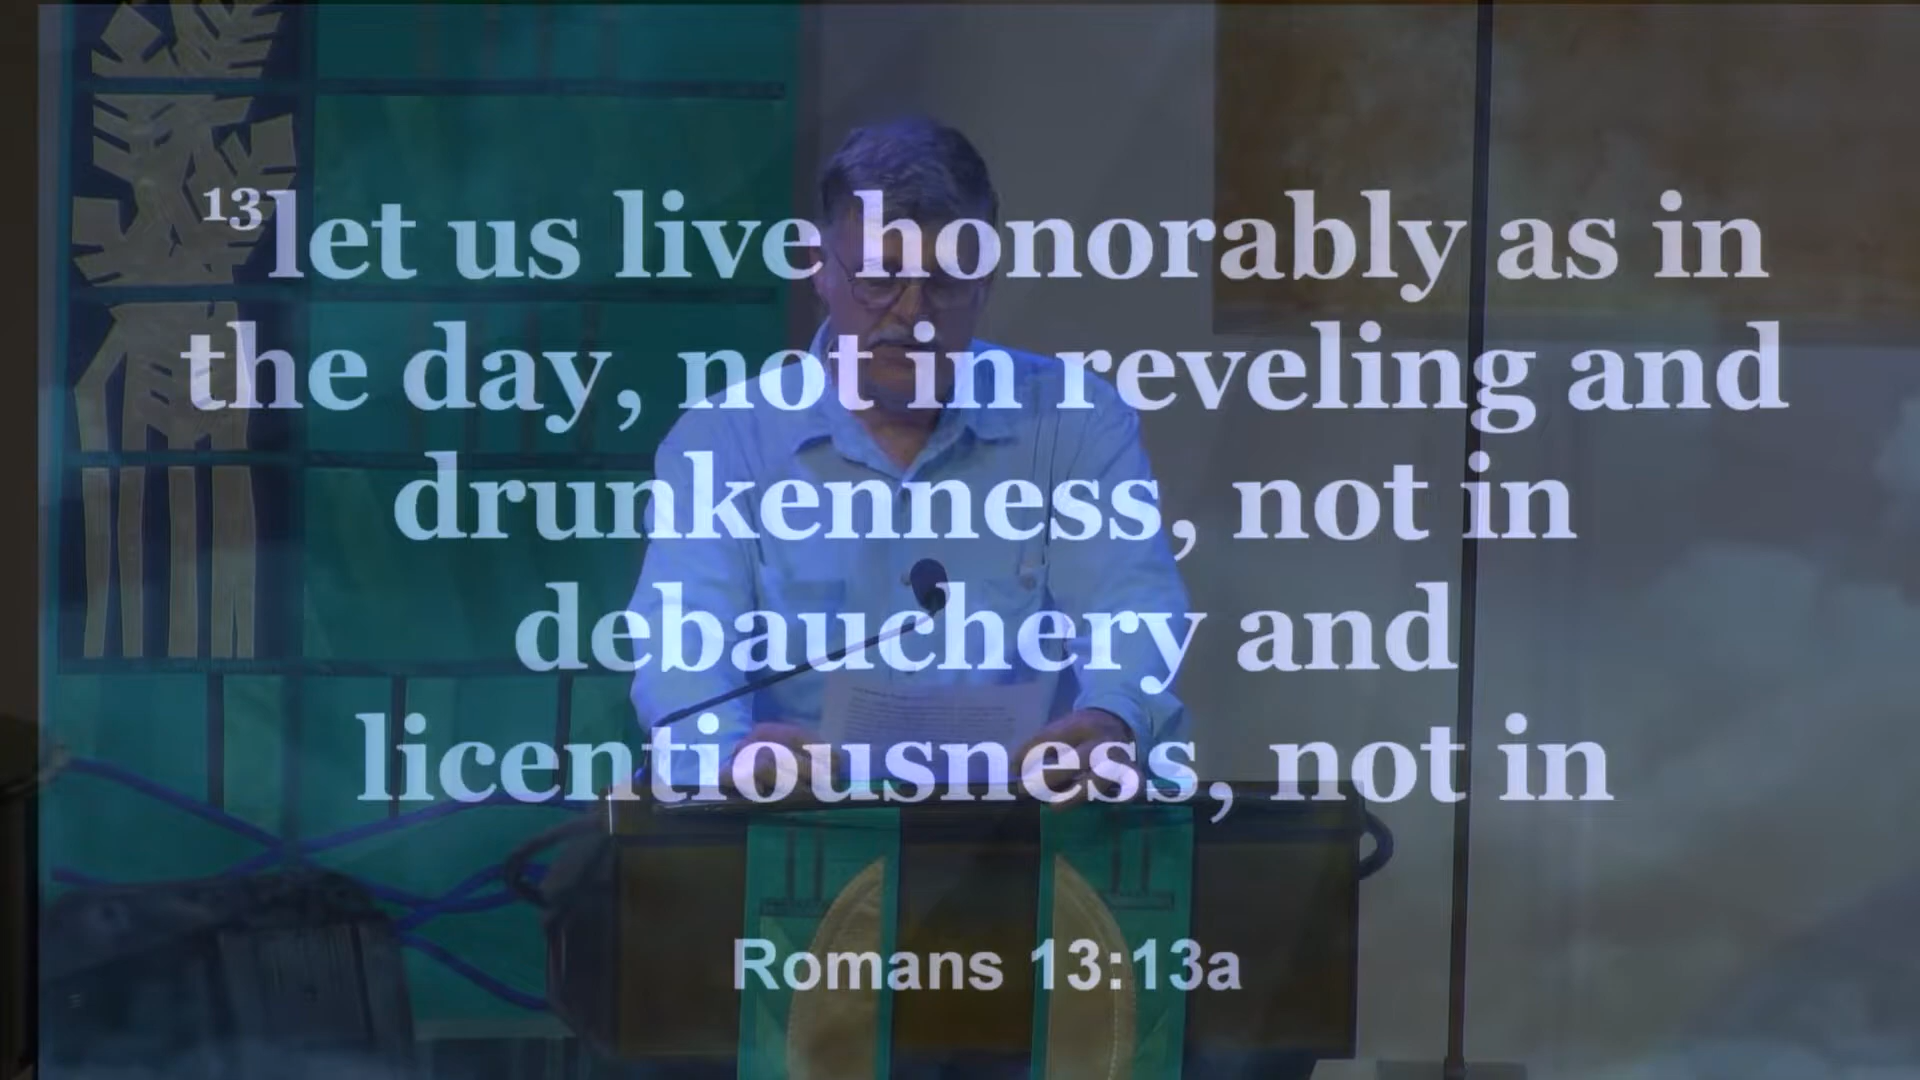 ¹³let us live honorably as in
the day, not in reveling and
drunkenness, not in
debauchery and
licentiousness, not in
Romans 13:13a